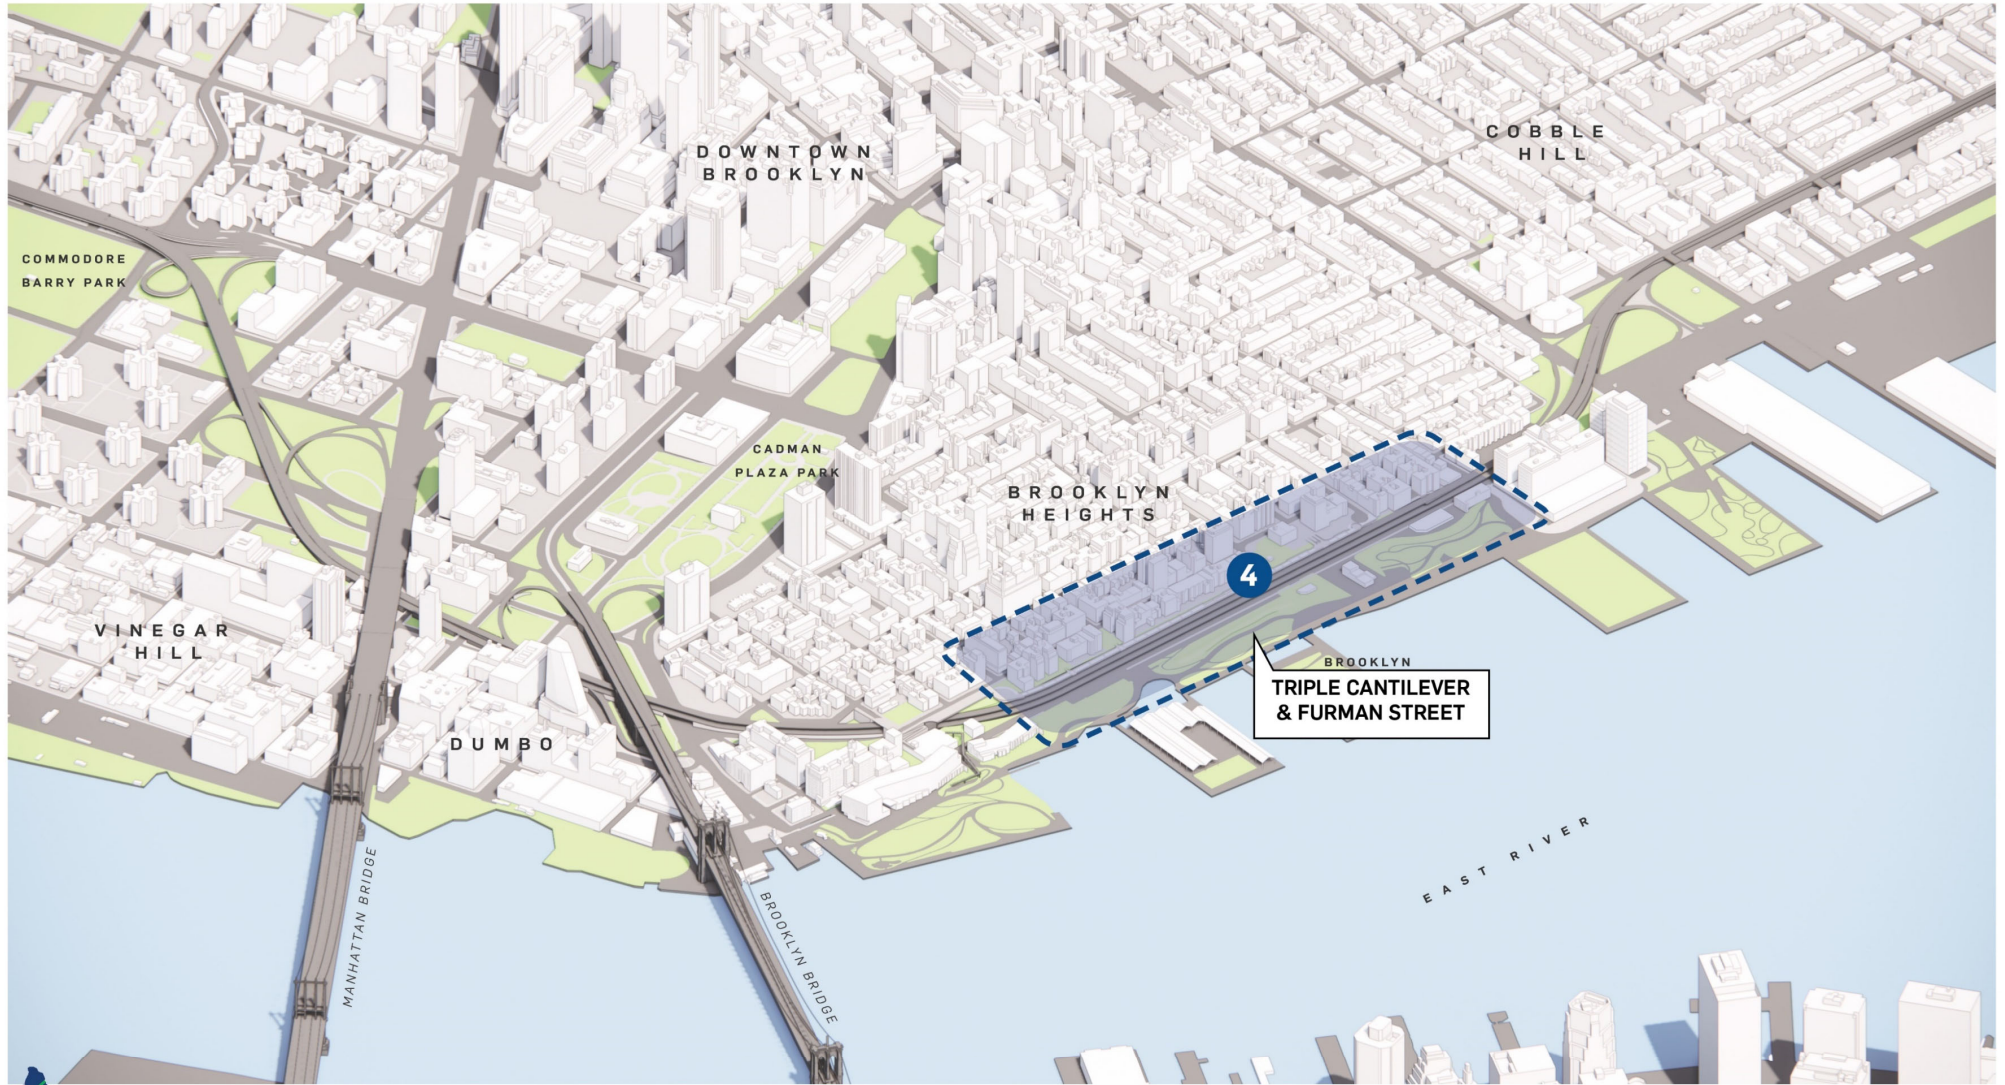 COBBLE
HILL
DOWNTOWN
BROOKLYN
COMMODORE
BARRY PARK
CADMAN
PLAZA PARK
BROOKLYN
HEIGHTS
4
VINEGAR
HILL
BROOKLYN
TRIPLE CANTILEVER
& FURMAN STREET
DUMBO
EAST RIVER
MANHATTAN BRIDGE
BROOKLYN BRIDGE